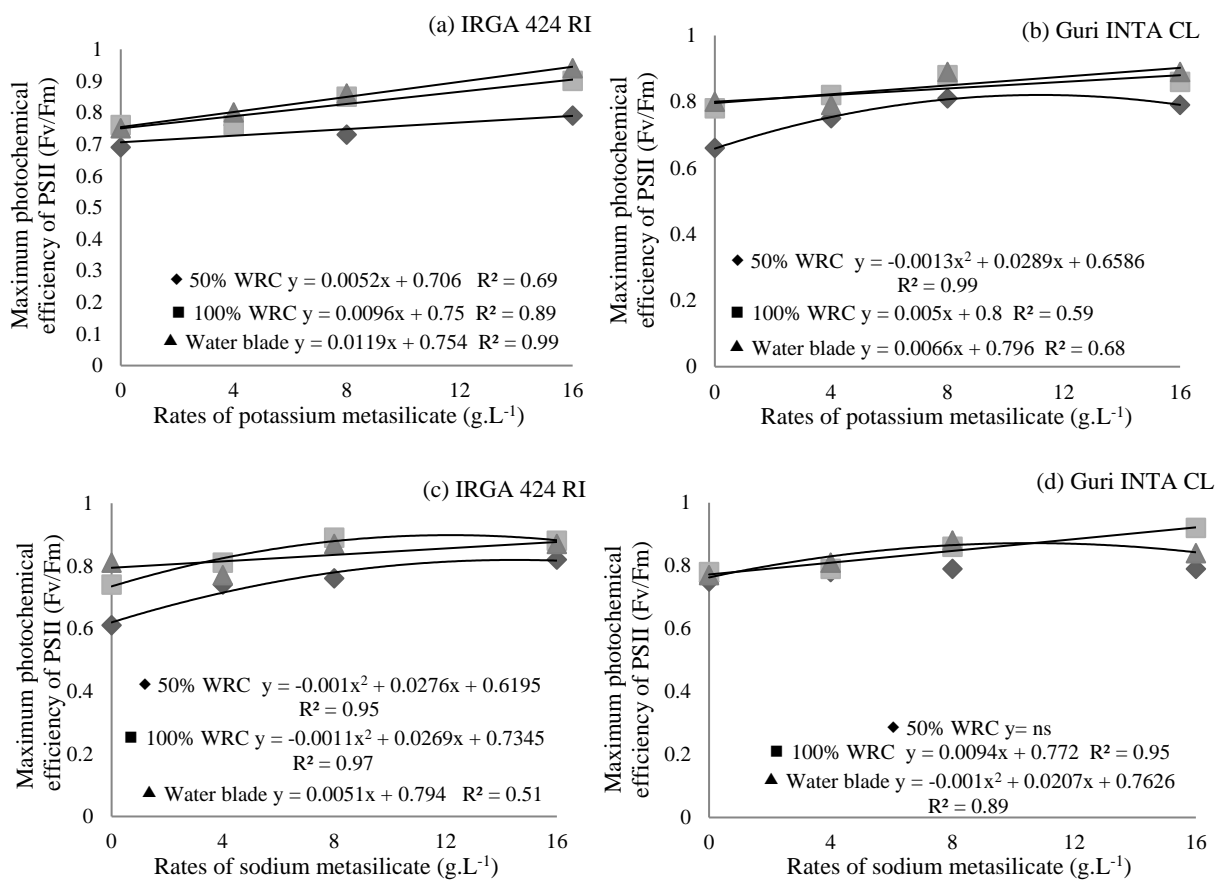 (a) IRGA 424 RI
Maximum photochemical
efficiency of PSII (Fv/Fm)
1
0.9
0.8
0.7
0.6
0.5
0.4
0.3
0.2
0.1
0
50% WRC y = 0.0052x + 0.706 R² = 0.69
100% WRC y = 0.0096x + 0.75 R² = 0.89
Water blade y = 0.0119x + 0.754 R² = 0.99
0 4 8 12 16
Rates of potassium metasilicate (g.L⁻¹)
(b) Guri INTA CL
Maximum photochemical
efficiency of PSII (Fv/Fm)
1
0.8
0.6
0.4
0.2
0
50% WRC y = -0.0013x² + 0.0289x + 0.6586
R² = 0.99
100% WRC y = 0.005x + 0.8 R² = 0.59
Water blade y = 0.0066x + 0.796 R² = 0.68
0 4 8 12 16
Rates of potassium metasilicate (g.L⁻¹)
(c) IRGA 424 RI
Maximum photochemical
efficiency of PSII (Fv/Fm)
1
0.8
0.6
0.4
0.2
0
50% WRC y = -0.001x² + 0.0276x + 0.6195
R² = 0.95
100% WRC y = -0.0011x² + 0.0269x + 0.7345
R² = 0.97
Water blade y = 0.0051x + 0.794 R² = 0.51
0 4 8 12 16
Rates of sodium metasilicate (g.L⁻¹)
(d) Guri INTA CL
Maximum photochemical
efficiency of PSII (Fv/Fm)
1
0.8
0.6
0.4
0.2
0
50% WRC y= ns
100% WRC y = 0.0094x + 0.772 R² = 0.95
Water blade y = -0.001x² + 0.0207x + 0.7626
R² = 0.89
0 4 8 12 16
Rates of sodium metasilicate (g.L⁻¹)